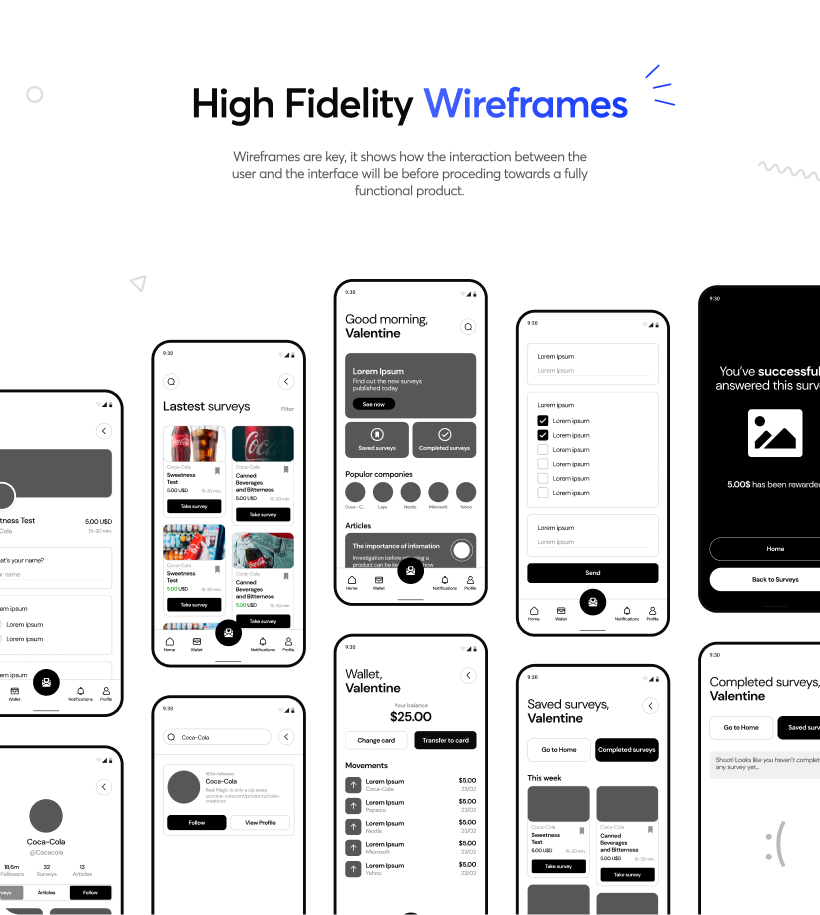 High Fidelity Wireframes
Wireframes are key, it shows how the interaction between the
user and the interface will be before proceding towards a fully
functional product.
9:30
Good morning,
Valentine
Lorem Ipsum
Find out the new surveys
published today
See now
Saved surveys
Completed surveys
Popular companies
Coca - C...
Lays
Nestle
Microsoft
Yahoo
Articles
The importance of infomation
Home
Wallet
Notifications
Profile
9:30
You've successful
answered this surve
5.00$ has been rewarded
Home
Back to Surveys
9:30
Lorem ipsum
Lorem ipsum
Lorem ipsum
Lorem ipsum
Lorem ipsum
Lorem ipsum
Lorem ipsum
Lorem ipsum
Lorem ipsum
Lorem ipsum
Lorem ipsum
Send
Home
Wallet
Notifications
Profile
9:30
Lastest surveys
Filter
Coca-Cola
Sweetness
Test
5.00 USD
15-20 min.
Take survey
Coca-Cola
Canned
Beverages
and Bitterness
5.00 USD
15-20 min.
Take survey
Coca-Cola
Sweetness
Test
5.00 USD
15-20 min.
Take survey
Coca-Cola
Canned
Beverages
and Bitterness
5.00 USD
15-20 min.
Take survey
Home
Wallet
Notifications
Profile
tness Test
5.00 USD
Cola
15-20 min.
at's your name?
ur name
em ipsum
Lorem ipsum
Lorem ipsum
em ipsum
Wallet
Notifications
Profile
Wallet,
Valentine
Your balance
$25.00
Change card
Transfer to card
Movements
Lorem Ipsum
$5.00
Coca-Cola
23/02
Lorem Ipsum
$5.00
Pepsico
23/02
Lorem Ipsum
$5.00
Nestle
23/02
Lorem Ipsum
$5.00
Microsoft
23/02
Lorem Ipsum
$5.00
Yahoo
23/02
9:30
Completed surveys,
Valentine
Go to Home
Saved surv
Shoot! Looks like you haven't complet
any survey yet...
:(
9:30
Saved surveys,
Valentine
Go to Home
Completed surveys
This week
Coca-Cola
Sweetness
Test
5.00 USD
15-20 min.
Take survey
Coca-Cola
Canned
Beverages
and Bitterness
5.00 USD
15-20 min.
Take survey
9:30
Coca-Cola
Coca-Cola
Real Magic is only a sip away.
Follow
View Profile
Coca-Cola
@Cocacola
18,6m
32
13
Followers
Surveys
Articles
veys
Articles
Follow